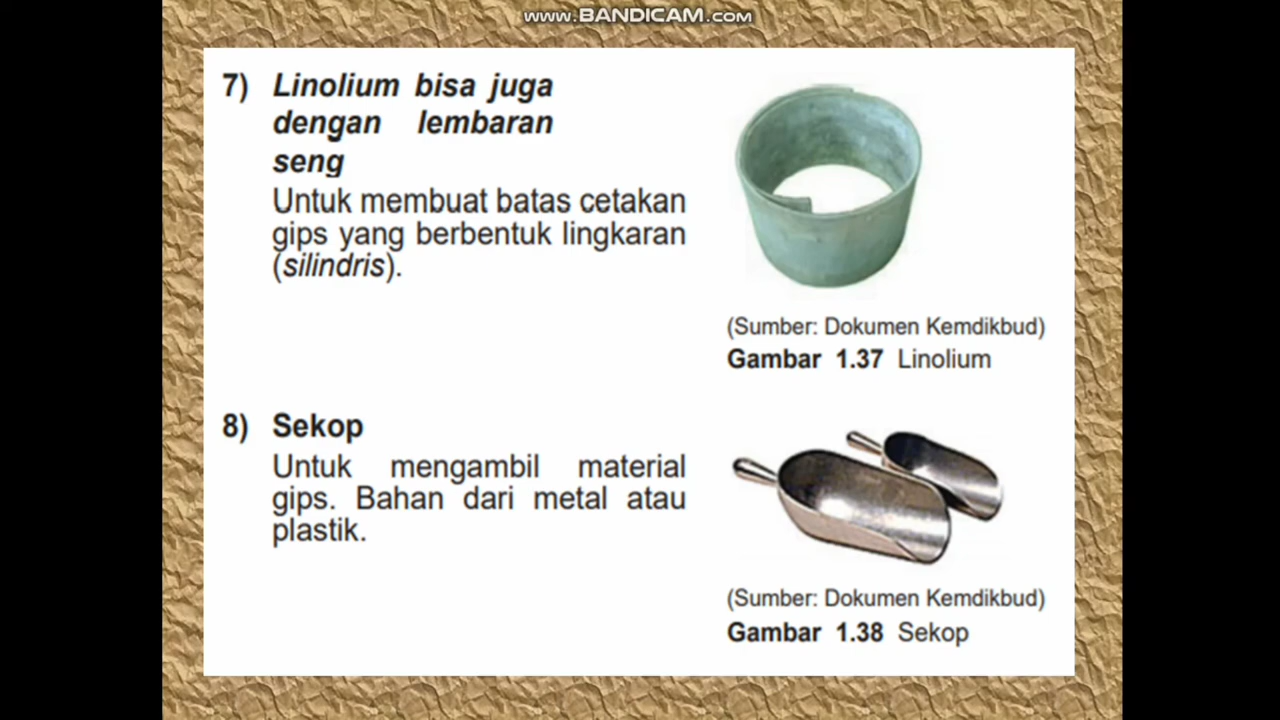 www.BANDICAM.com
7) Linolium bisa juga
dengan lembaran
seng
Untuk membuat batas cetakan
gips yang berbentuk lingkaran
(silindris).
(Sumber: Dokumen Kemdikbud)
Gambar 1.37 Linolium
8) Sekop
Untuk mengambil material
gips. Bahan dari metal atau
plastik.
(Sumber: Dokumen Kemdikbud)
Gambar 1.38 Sekop